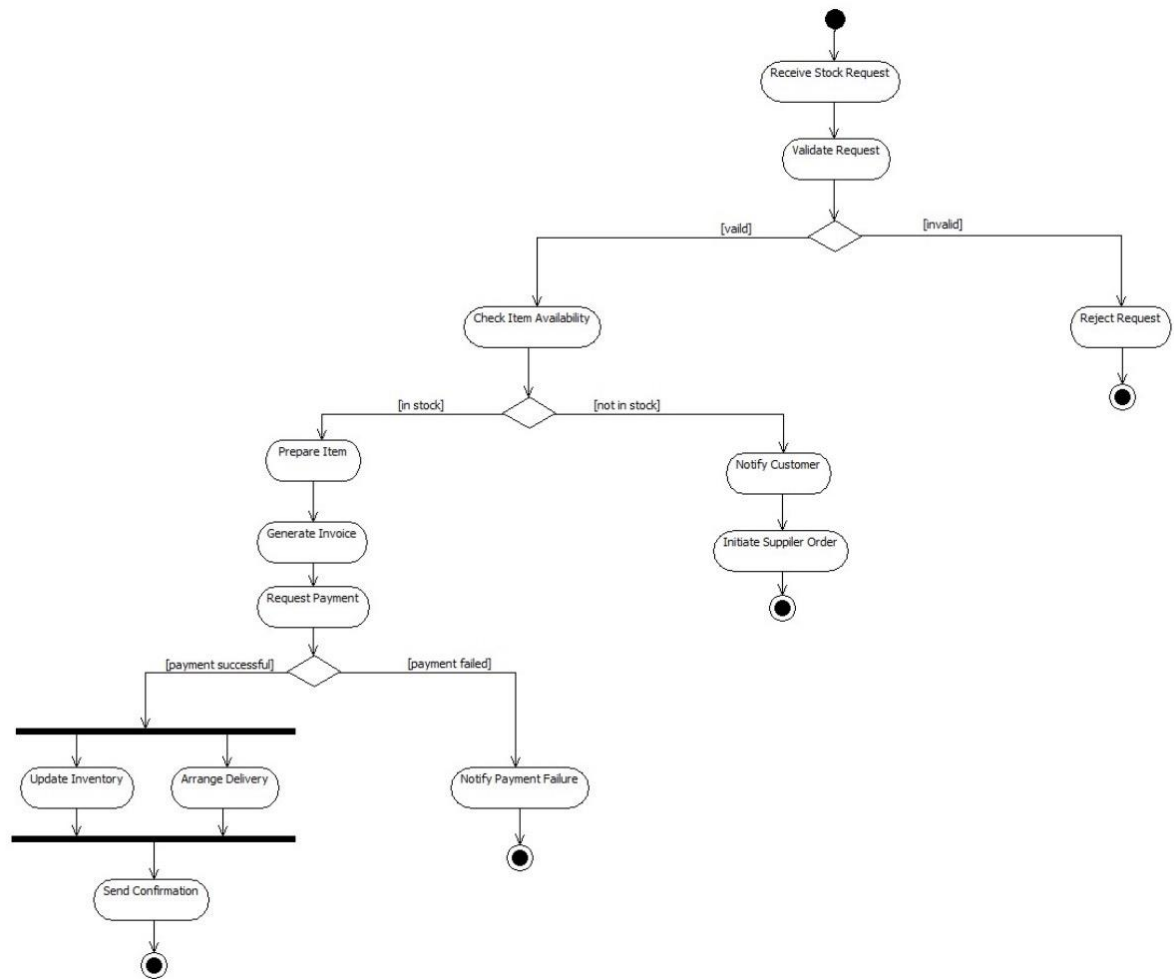 Receive Stock Request
Validate Request
[vaild]
[invalid]
Check Item Availability
Reject Request
[in stock]
[not in stock]
Prepare Item
Notify Customer
Generate Invoice
Initiate Suppiler Order
Request Payment
[payment successful]
[payment failed]
Update Inventory
Arrange Delivery
Notify Payment Failure
Send Confirmation